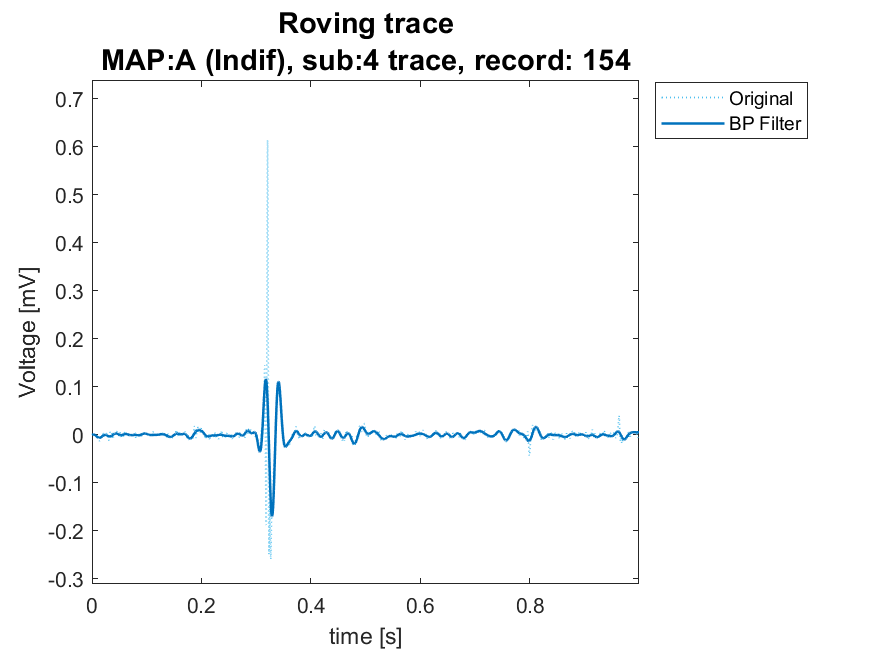 Roving trace
MAP:A (Indif), sub:4 trace, record: 154
Original
BP Filter
0.7
0.6
0.5
0.4
0.3
0.2
0.1
0
-0.1
-0.2
-0.3
Voltage [mV]
0 0.2 0.4 0.6 0.8
time [s]